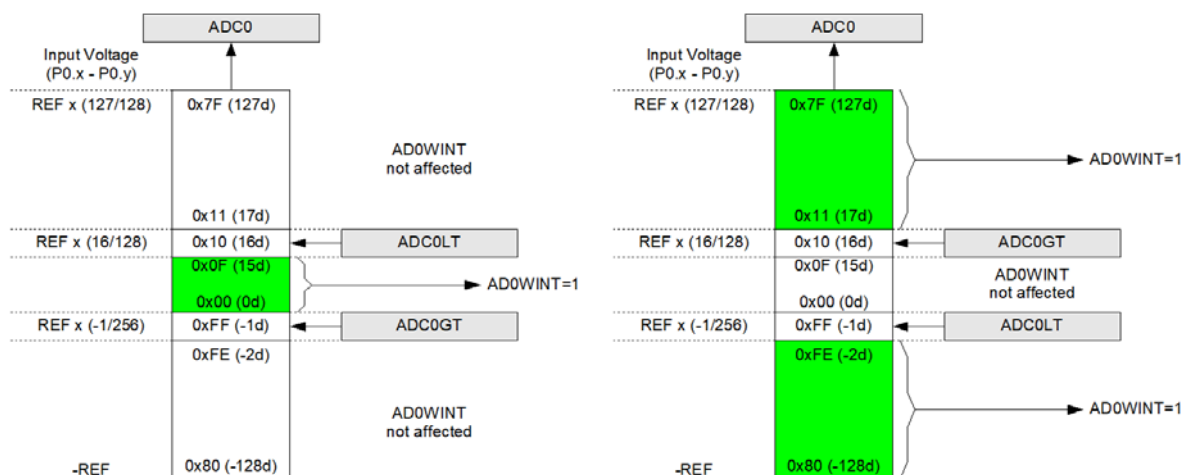 ADC0
Input Voltage
(P0.x - P0.y)
REF x (127/128)
0x7F (127d)
AD0WINT
not affected
0x11 (17d)
REF x (16/128)
0x10 (16d)
ADC0LT
0x0F (15d)
AD0WINT=1
0x00 (0d)
REF x (-1/256)
0xFF (-1d)
ADC0GT
0xFE (-2d)
AD0WINT
not affected
-REF
0x80 (-128d)
ADC0
Input Voltage
(P0.x - P0.y)
REF x (127/128)
0x7F (127d)
AD0WINT=1
0x11 (17d)
REF x (16/128)
0x10 (16d)
ADC0GT
0x0F (15d)
AD0WINT
not affected
0x00 (0d)
REF x (-1/256)
0xFF (-1d)
ADC0LT
0xFE (-2d)
AD0WINT=1
-REF
0x80 (-128d)